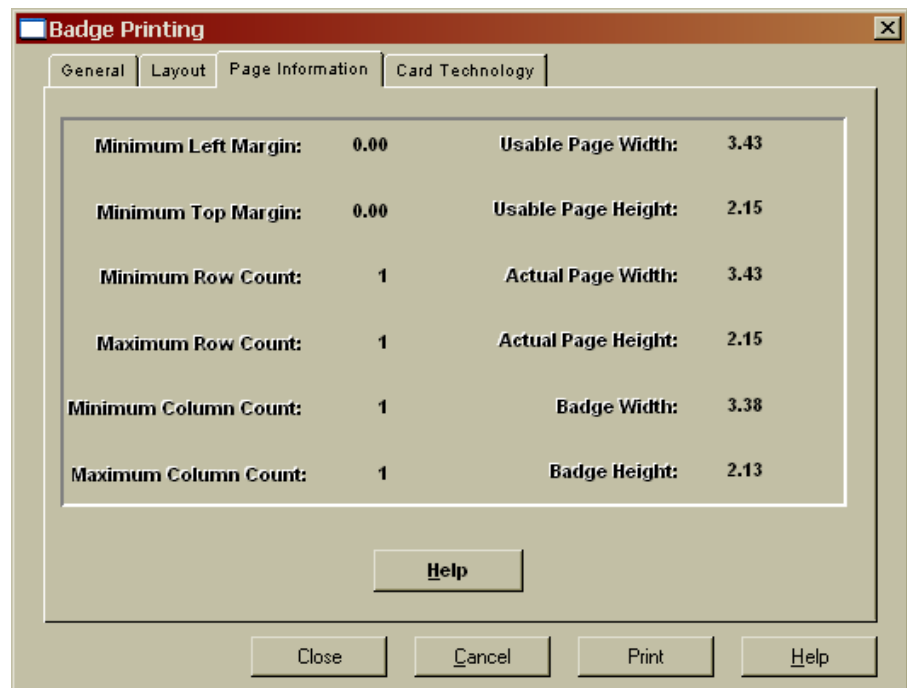 Badge Printing
General Layout Page Information Card Technology
Minimum Left Margin: 0.00 Usable Page Width: 3.43
Minimum Top Margin: 0.00 Usable Page Height: 2.15
Minimum Row Count: 1 Actual Page Width: 3.43
Maximum Row Count: 1 Actual Page Height: 2.15
Minimum Column Count: 1 Badge Width: 3.38
Maximum Column Count: 1 Badge Height: 2.13
Help
Close Cancel Print Help